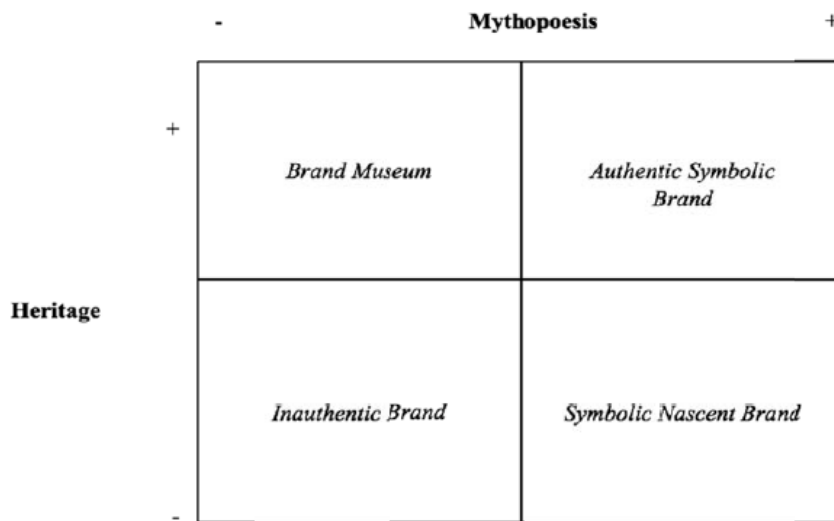 - Mythopoesis +
+
Brand Museum
Authentic Symbolic
Brand
Heritage
Inauthentic Brand
Symbolic Nascent Brand
-